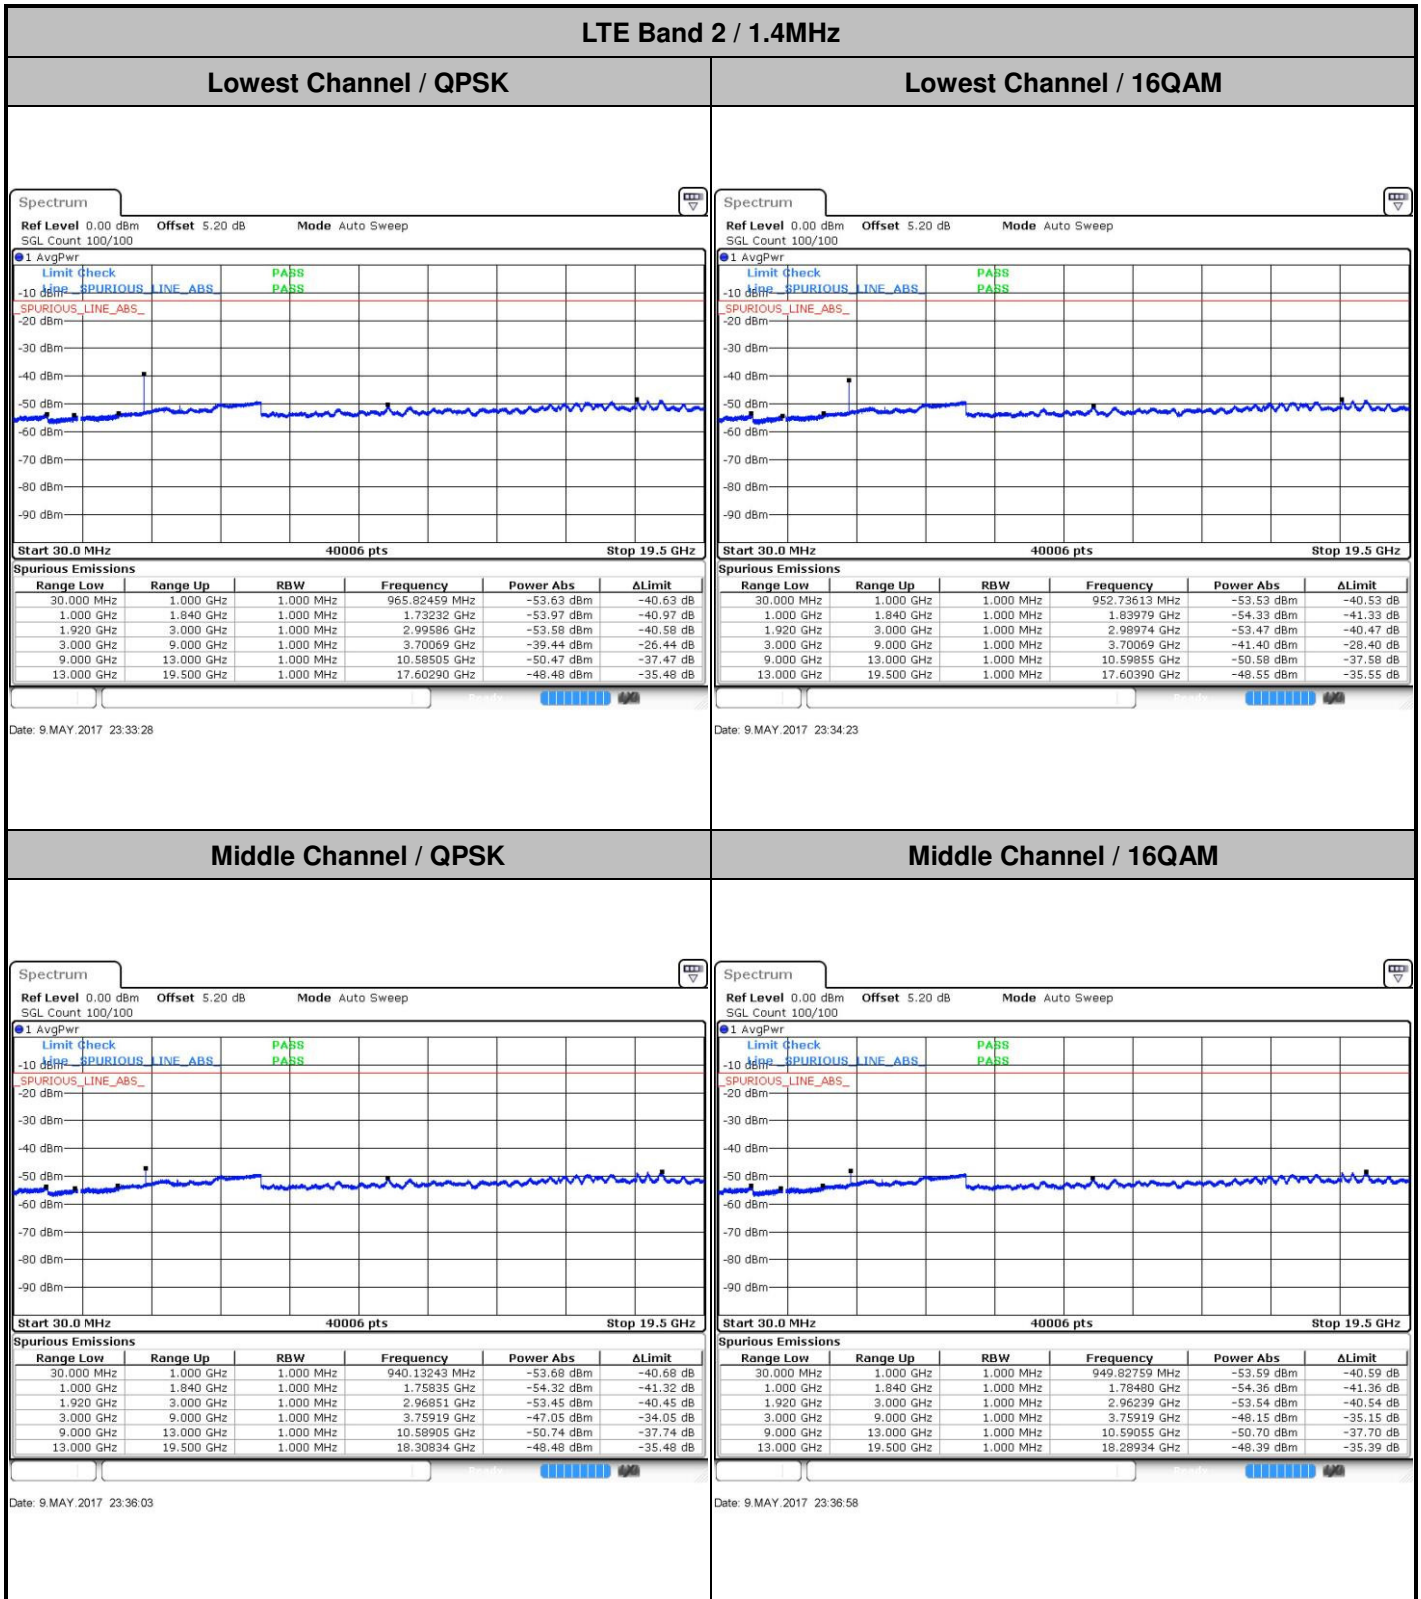 LTE Band 2 / 1.4MHz
Lowest Channel / QPSK
Lowest Channel / 16QAM
Spectrum
Ref Level 0.00 dBm Offset 5.20 dB Mode Auto Sweep
SGL Count 100/100
1 AvgPwr
Limit Check PASS
Line _SPURIOUS_LINE_ABS_ PASS
-10 dBm
_SPURIOUS_LINE_ABS_
-20 dBm
-30 dBm
-40 dBm
-50 dBm
-60 dBm
-70 dBm
-80 dBm
-90 dBm
Start 30.0 MHz 40006 pts Stop 19.5 GHz
Spurious Emissions
Range Low Range Up RBW Frequency Power Abs ΔLimit
30.000 MHz 1.000 GHz 1.000 MHz 965.82459 MHz -53.63 dBm -40.63 dB
1.000 GHz 1.840 GHz 1.000 MHz 1.73232 GHz -53.97 dBm -40.97 dB
1.920 GHz 3.000 GHz 1.000 MHz 2.99586 GHz -53.58 dBm -40.58 dB
3.000 GHz 9.000 GHz 1.000 MHz 3.70069 GHz -39.44 dBm -26.44 dB
9.000 GHz 13.000 GHz 1.000 MHz 10.58505 GHz -50.47 dBm -37.47 dB
13.000 GHz 19.500 GHz 1.000 MHz 17.60290 GHz -48.48 dBm -35.48 dB
Date: 9.MAY.2017 23:33:28
Spectrum
Ref Level 0.00 dBm Offset 5.20 dB Mode Auto Sweep
SGL Count 100/100
1 AvgPwr
Limit Check PASS
Line _SPURIOUS_LINE_ABS_ PASS
-10 dBm
_SPURIOUS_LINE_ABS_
-20 dBm
-30 dBm
-40 dBm
-50 dBm
-60 dBm
-70 dBm
-80 dBm
-90 dBm
Start 30.0 MHz 40006 pts Stop 19.5 GHz
Spurious Emissions
Range Low Range Up RBW Frequency Power Abs ΔLimit
30.000 MHz 1.000 GHz 1.000 MHz 952.73613 MHz -53.53 dBm -40.53 dB
1.000 GHz 1.840 GHz 1.000 MHz 1.83979 GHz -54.33 dBm -41.33 dB
1.920 GHz 3.000 GHz 1.000 MHz 2.98974 GHz -53.47 dBm -40.47 dB
3.000 GHz 9.000 GHz 1.000 MHz 3.70069 GHz -41.40 dBm -28.40 dB
9.000 GHz 13.000 GHz 1.000 MHz 10.59855 GHz -50.58 dBm -37.58 dB
13.000 GHz 19.500 GHz 1.000 MHz 17.60390 GHz -48.55 dBm -35.55 dB
Date: 9.MAY.2017 23:34:23
Middle Channel / QPSK
Middle Channel / 16QAM
Spectrum
Ref Level 0.00 dBm Offset 5.20 dB Mode Auto Sweep
SGL Count 100/100
1 AvgPwr
Limit Check PASS
Line _SPURIOUS_LINE_ABS_ PASS
-10 dBm
_SPURIOUS_LINE_ABS_
-20 dBm
-30 dBm
-40 dBm
-50 dBm
-60 dBm
-70 dBm
-80 dBm
-90 dBm
Start 30.0 MHz 40006 pts Stop 19.5 GHz
Spurious Emissions
Range Low Range Up RBW Frequency Power Abs ΔLimit
30.000 MHz 1.000 GHz 1.000 MHz 940.13243 MHz -53.68 dBm -40.68 dB
1.000 GHz 1.840 GHz 1.000 MHz 1.75835 GHz -54.32 dBm -41.32 dB
1.920 GHz 3.000 GHz 1.000 MHz 2.96851 GHz -53.45 dBm -40.45 dB
3.000 GHz 9.000 GHz 1.000 MHz 3.75919 GHz -47.05 dBm -34.05 dB
9.000 GHz 13.000 GHz 1.000 MHz 10.58905 GHz -50.74 dBm -37.74 dB
13.000 GHz 19.500 GHz 1.000 MHz 18.30834 GHz -48.48 dBm -35.48 dB
Date: 9.MAY.2017 23:36:03
Spectrum
Ref Level 0.00 dBm Offset 5.20 dB Mode Auto Sweep
SGL Count 100/100
1 AvgPwr
Limit Check PASS
Line _SPURIOUS_LINE_ABS_ PASS
-10 dBm
_SPURIOUS_LINE_ABS_
-20 dBm
-30 dBm
-40 dBm
-50 dBm
-60 dBm
-70 dBm
-80 dBm
-90 dBm
Start 30.0 MHz 40006 pts Stop 19.5 GHz
Spurious Emissions
Range Low Range Up RBW Frequency Power Abs ΔLimit
30.000 MHz 1.000 GHz 1.000 MHz 949.82759 MHz -53.59 dBm -40.59 dB
1.000 GHz 1.840 GHz 1.000 MHz 1.78480 GHz -54.36 dBm -41.36 dB
1.920 GHz 3.000 GHz 1.000 MHz 2.96239 GHz -53.54 dBm -40.54 dB
3.000 GHz 9.000 GHz 1.000 MHz 3.75919 GHz -48.15 dBm -35.15 dB
9.000 GHz 13.000 GHz 1.000 MHz 10.59055 GHz -50.70 dBm -37.70 dB
13.000 GHz 19.500 GHz 1.000 MHz 18.28934 GHz -48.39 dBm -35.39 dB
Date: 9.MAY.2017 23:36:58